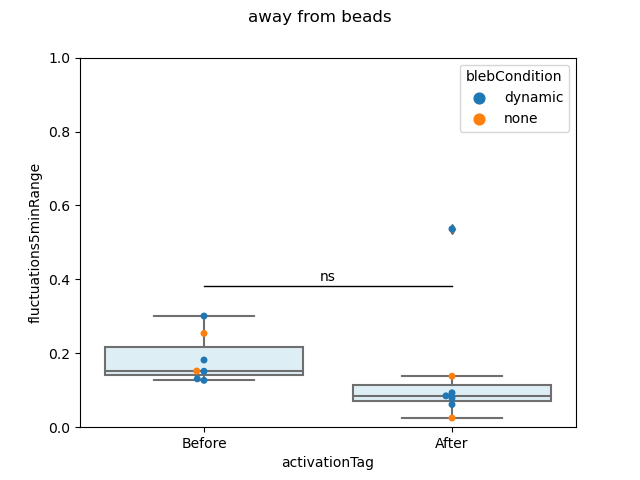 away from beads
1.0
0.8
0.6
0.4
0.2
0.0
fluctuations5minRange
blebCondition
dynamic
none
ns
Before
After
activationTag